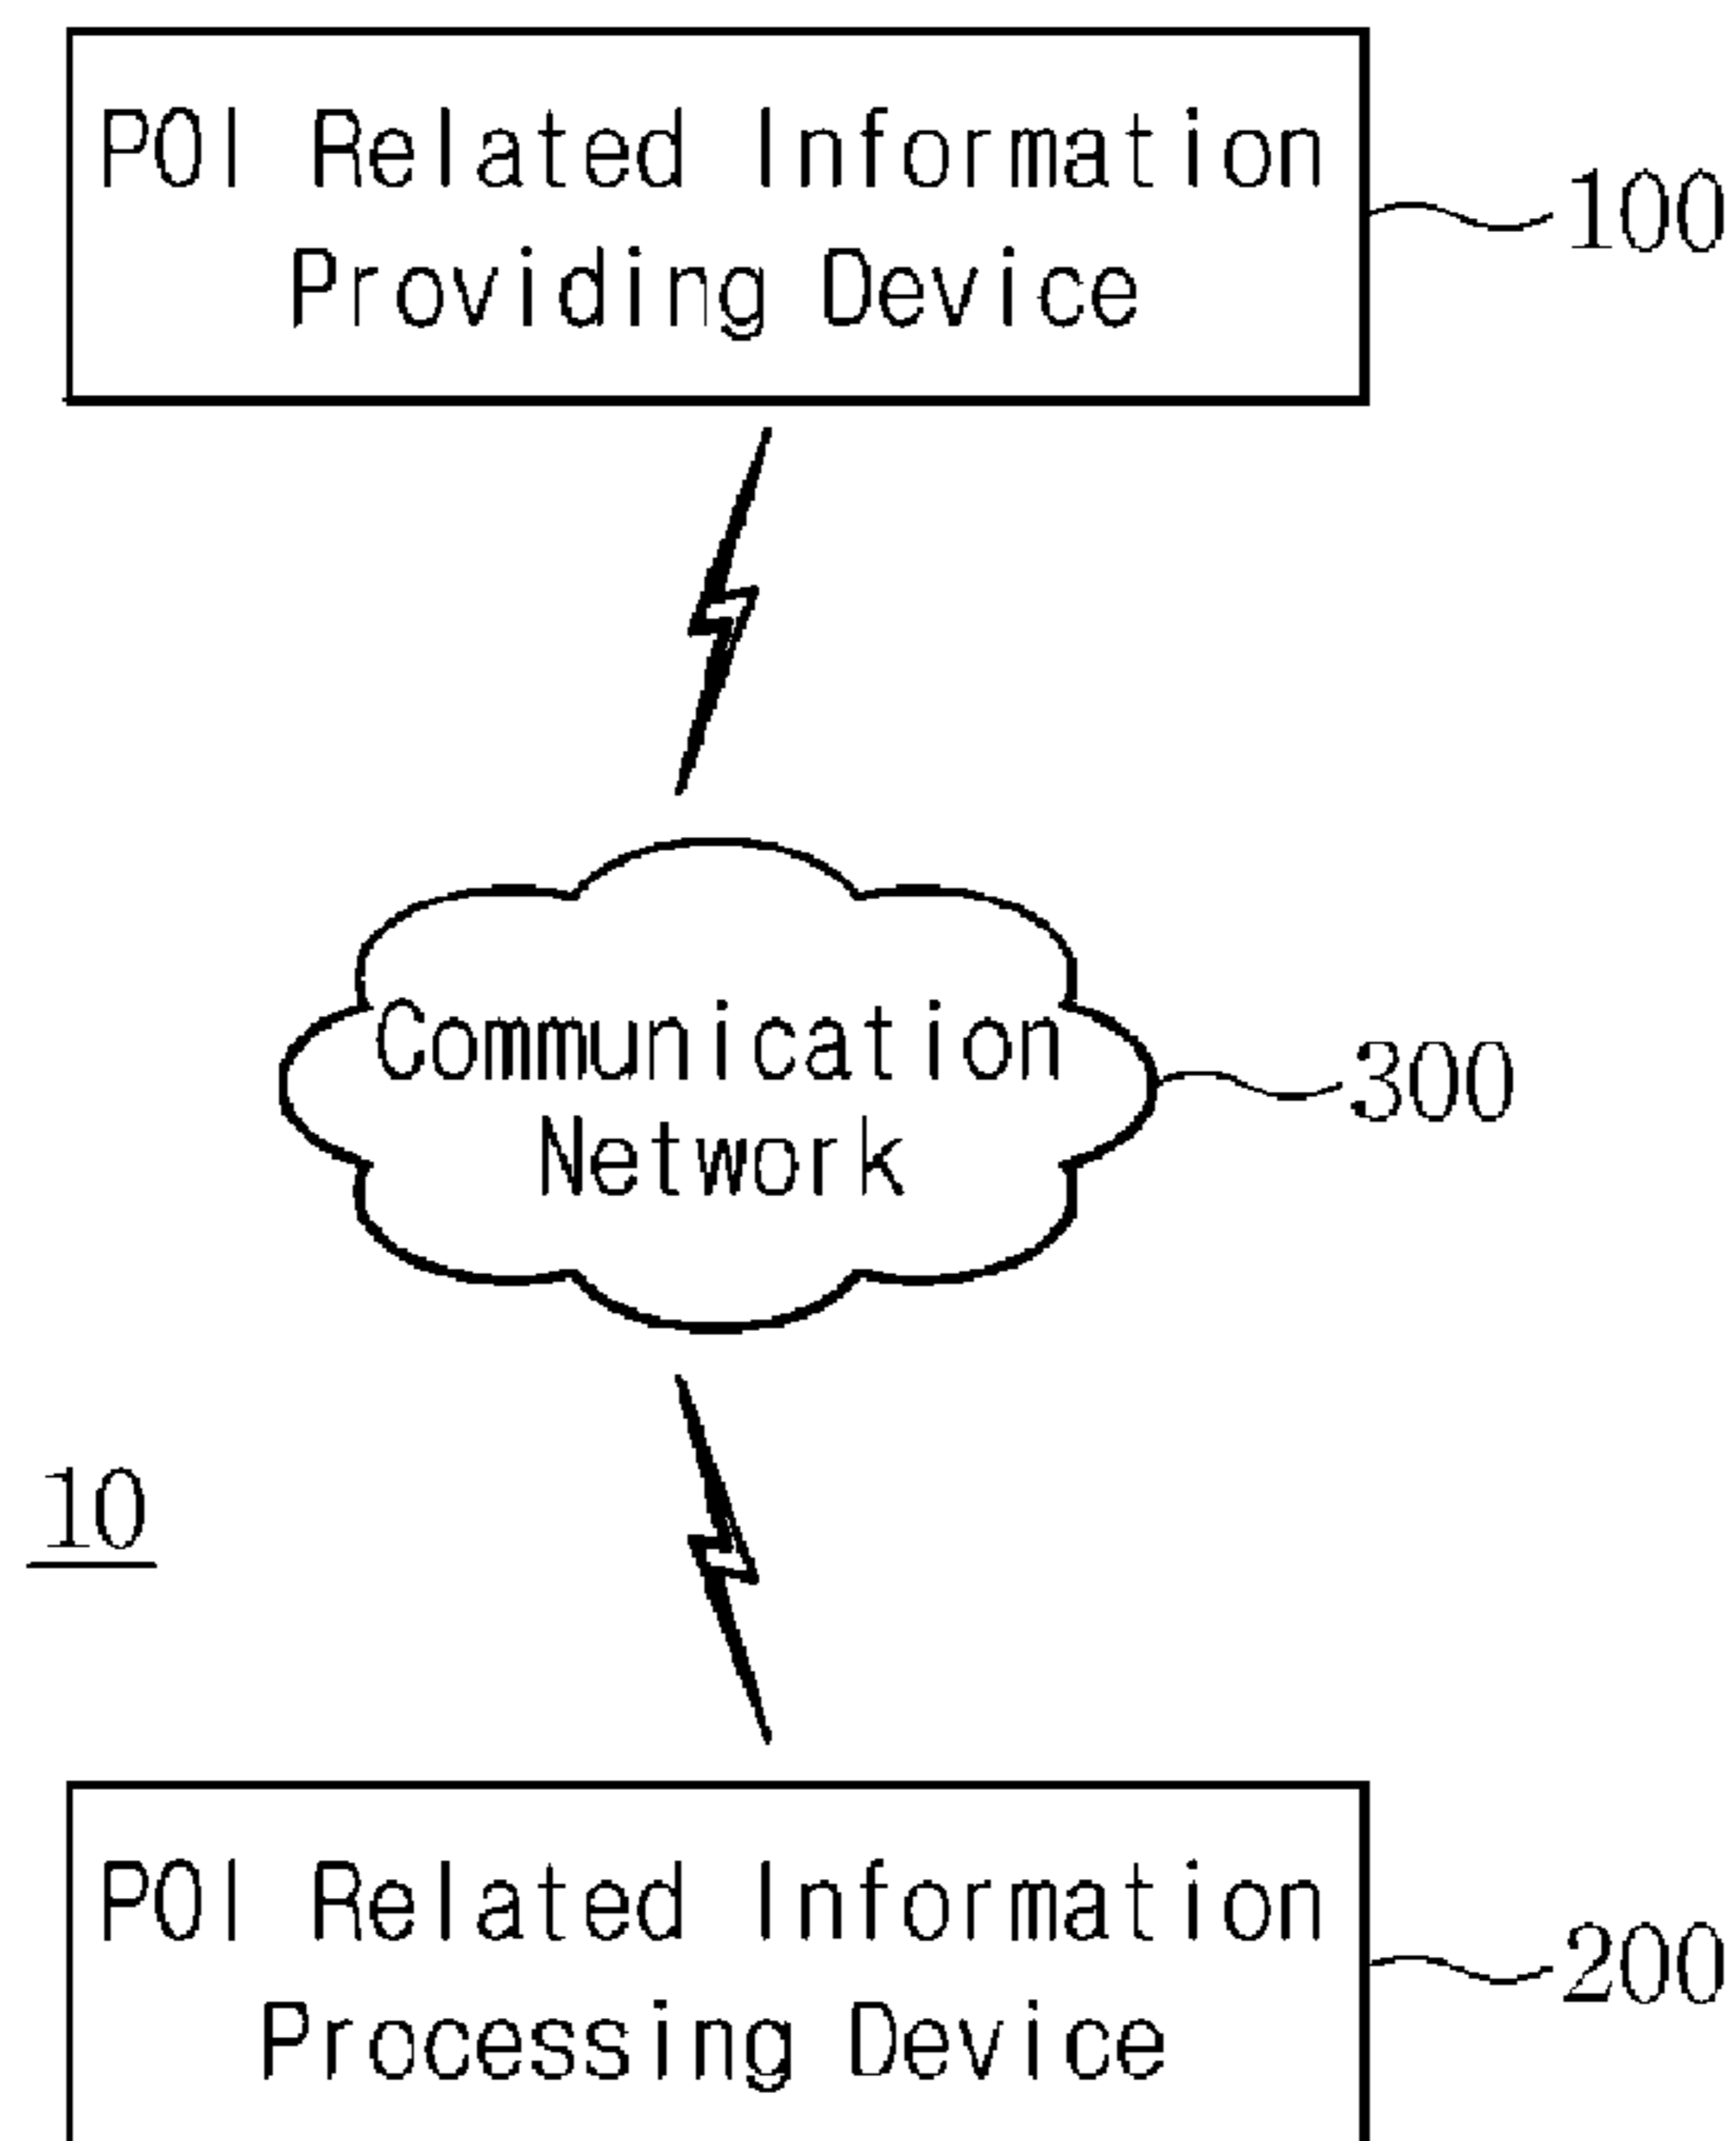 POI Related Information
Providing Device
100
Communication
Network
300
10
POI Related Information
Processing Device
200